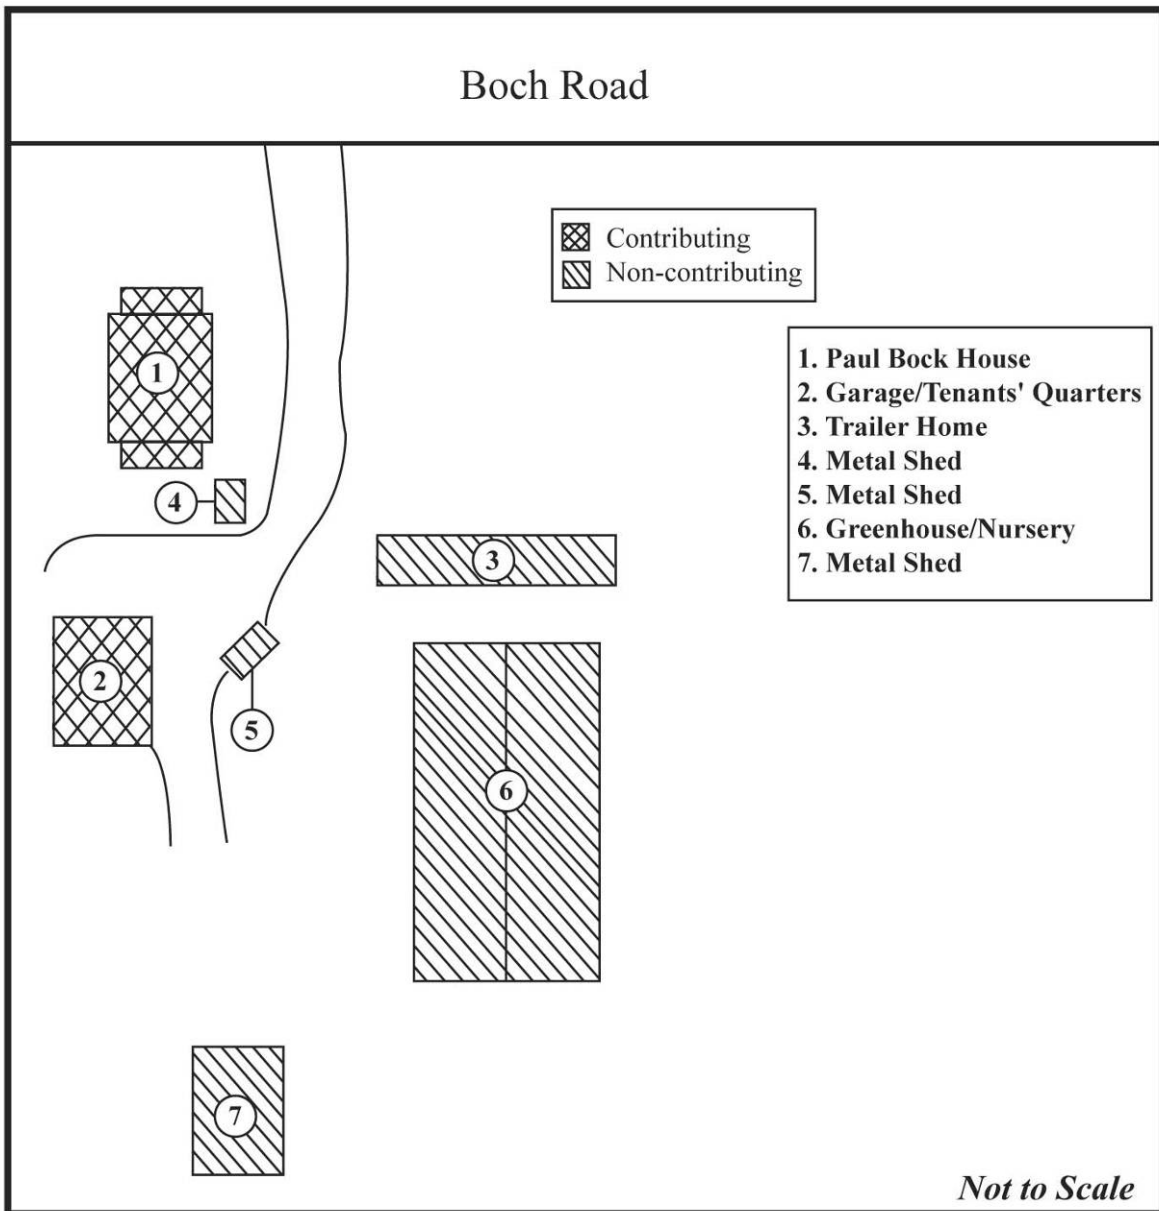 Boch Road
Contributing
Non-contributing
1. Paul Bock House
2. Garage/Tenants' Quarters
3. Trailer Home
4. Metal Shed
5. Metal Shed
6. Greenhouse/Nursery
7. Metal Shed
1
4
3
2
5
6
7
Not to Scale